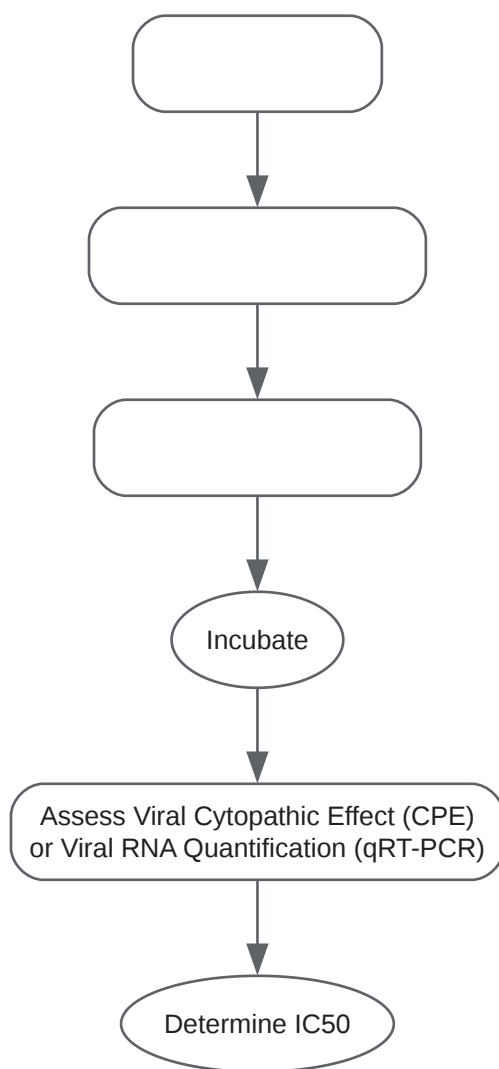 Incubate
Assess Viral Cytopathic Effect (CPE)
or Viral RNA Quantification (qRT-PCR)
Determine IC50